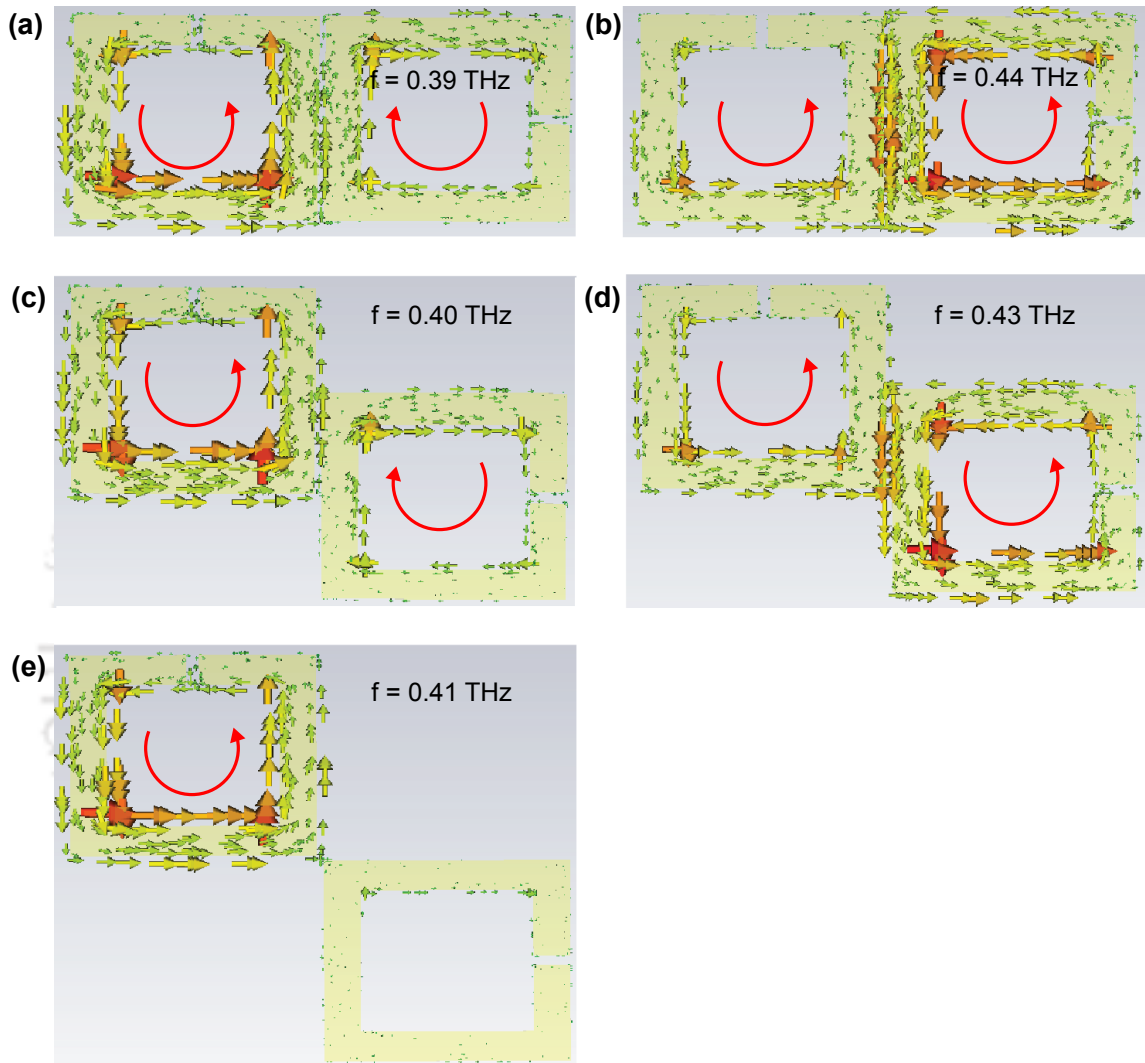 (a)
f = 0.39 THz
(b)
f = 0.44 THz
(c)
f = 0.40 THz
(d)
f = 0.43 THz
(e)
f = 0.41 THz